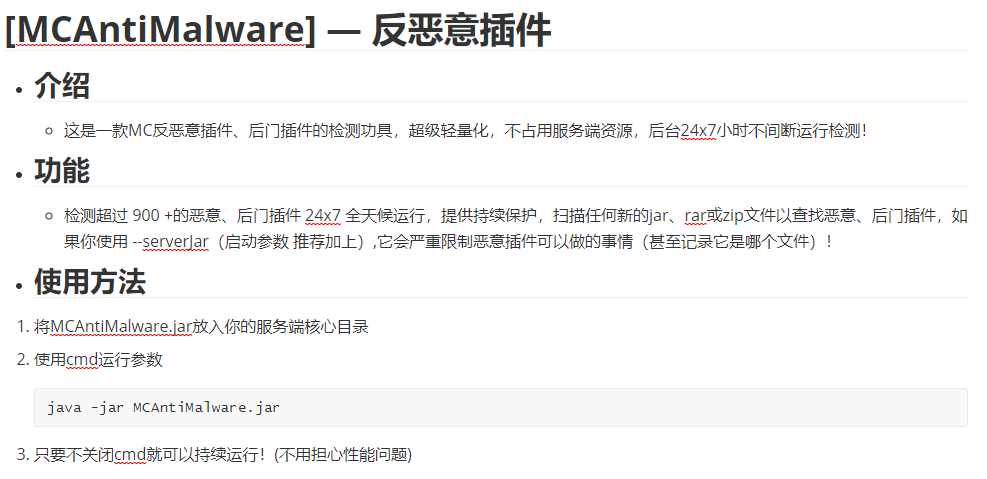 [MCAntiMalware] — 反恶意插件
介绍
这是一款MC反恶意插件、后门插件的检测功具，超级轻量化，不占用服务端资源，后台24x7小时不间断运行检测！
功能
检测超过 900 +的恶意、后门插件 24x7 全天候运行，提供持续保护，扫描任何新的jar、rar或zip文件以查找恶意、后门插件，如
果你使用 --serverJar（启动参数 推荐加上）,它会严重限制恶意插件可以做的事情（甚至记录它是哪个文件）！
使用方法
1. 将MCAntiMalware.jar放入你的服务端核心目录
2. 使用cmd运行参数
java -jar MCAntiMalware.jar
3. 只要不关闭cmd就可以持续运行！(不用担心性能问题)